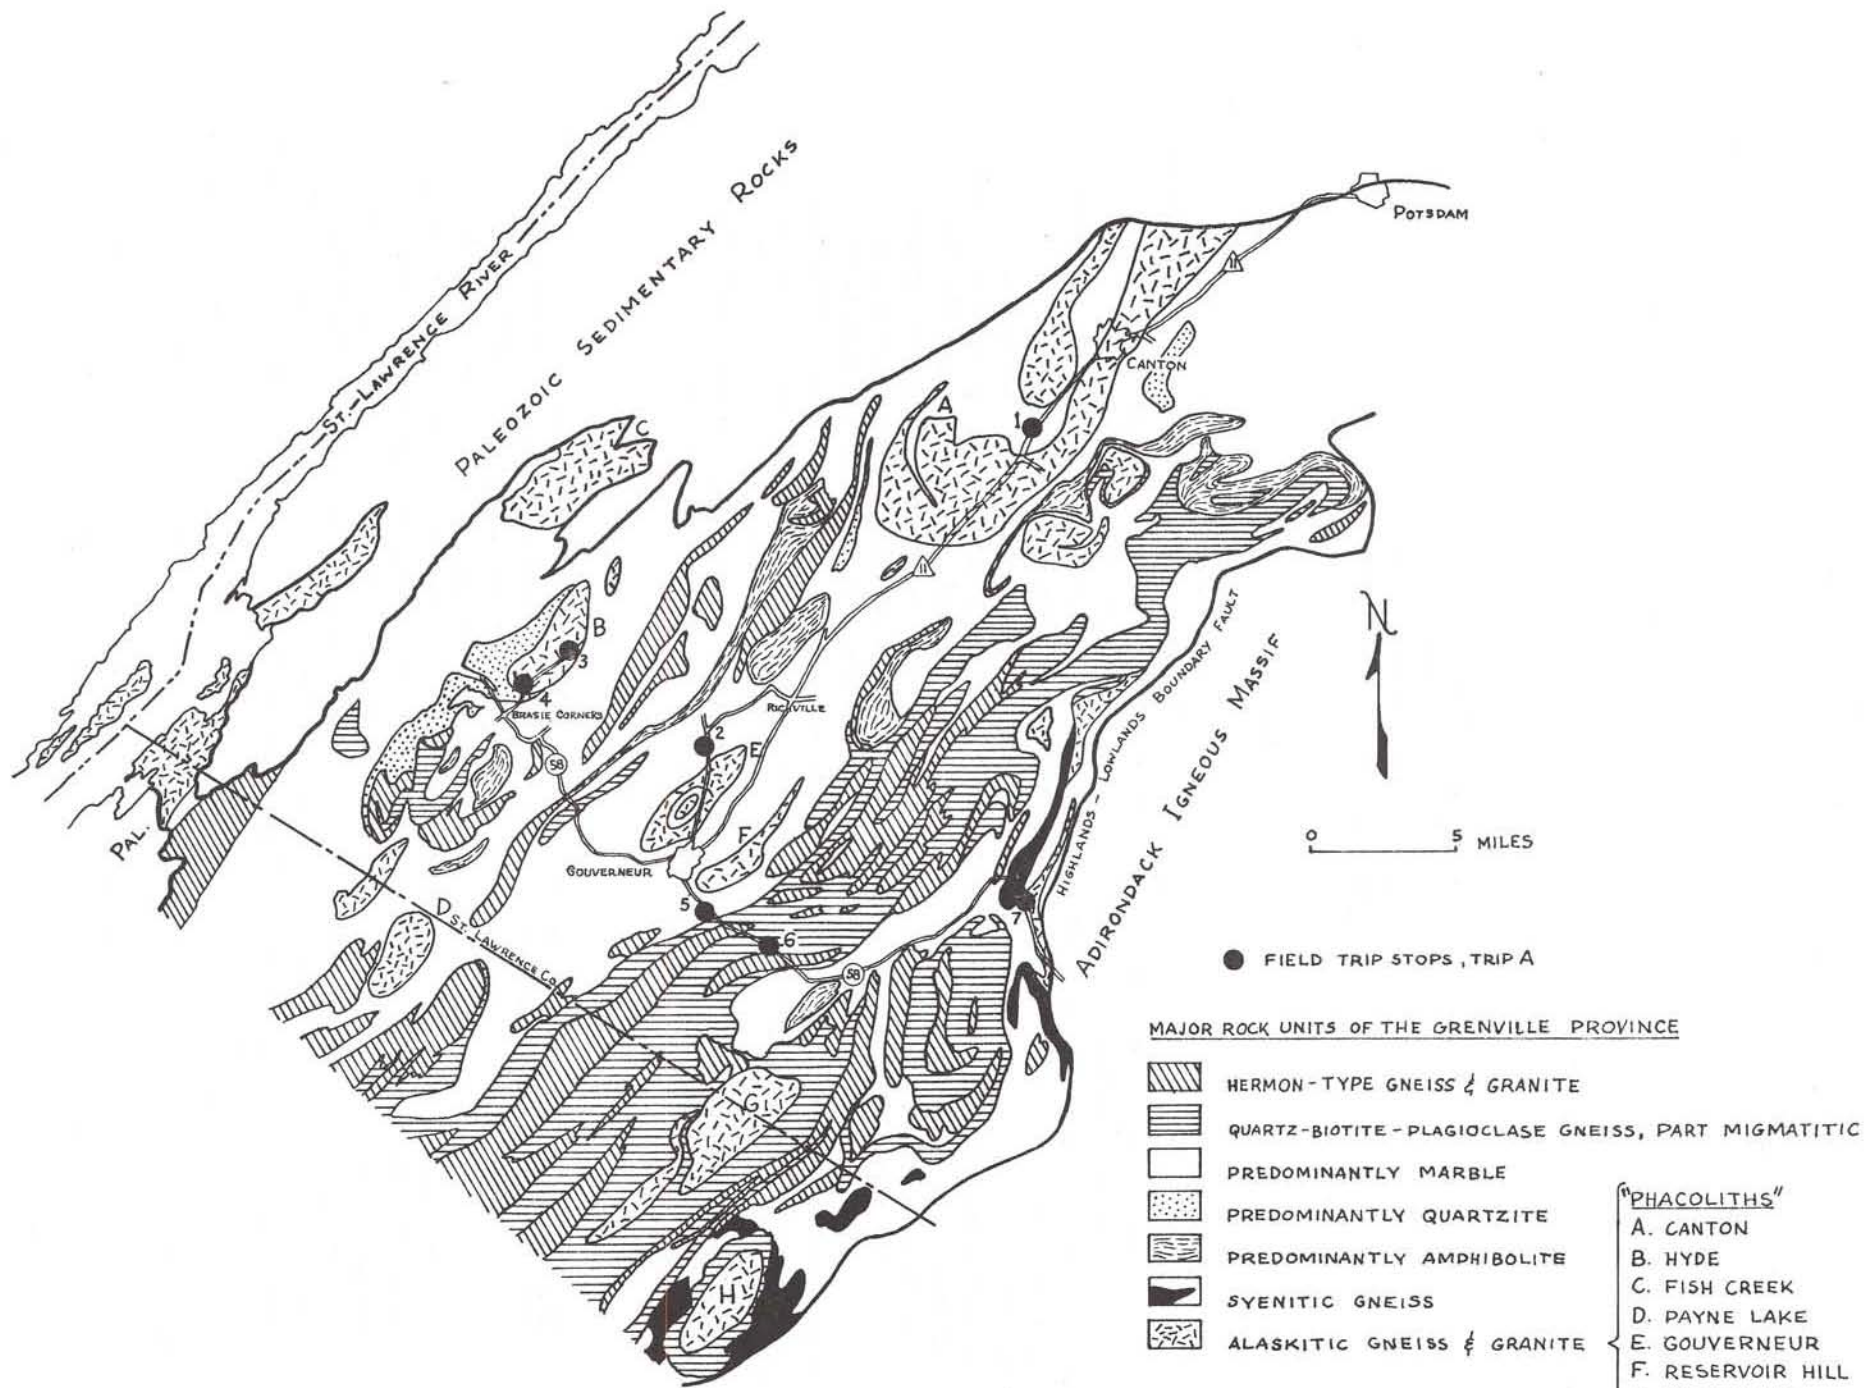 ST.-LAWRENCE RIVER
PALEOZOIC SEDIMENTARY ROCKS
POTSDAM
11
CANTON
A
1
C
11
B
3
4
BRASIE CORNERS
RICHVILLE
2
E
58
F
GOUVERNEUR
PAL.
D
ST. LAWRENCE CO.
5
6
58
7
HIGHLANDS - LOWLANDS BOUNDARY FAULT
ADIRONDACK IGNEOUS MASSIF
G
H
N
0 5 MILES
FIELD TRIP STOPS, TRIP A
MAJOR ROCK UNITS OF THE GRENVILLE PROVINCE
HERMON-TYPE GNEISS & GRANITE
QUARTZ-BIOTITE-PLAGIOCLASE GNEISS, PART MIGMATITIC
PREDOMINANTLY MARBLE
PREDOMINANTLY QUARTZITE
PREDOMINANTLY AMPHIBOLITE
SYENITIC GNEISS
ALASKITIC GNEISS & GRANITE
"PHACOLITHS"
A. CANTON
B. HYDE
C. FISH CREEK
D. PAYNE LAKE
E. GOUVERNEUR
F. RESERVOIR HILL